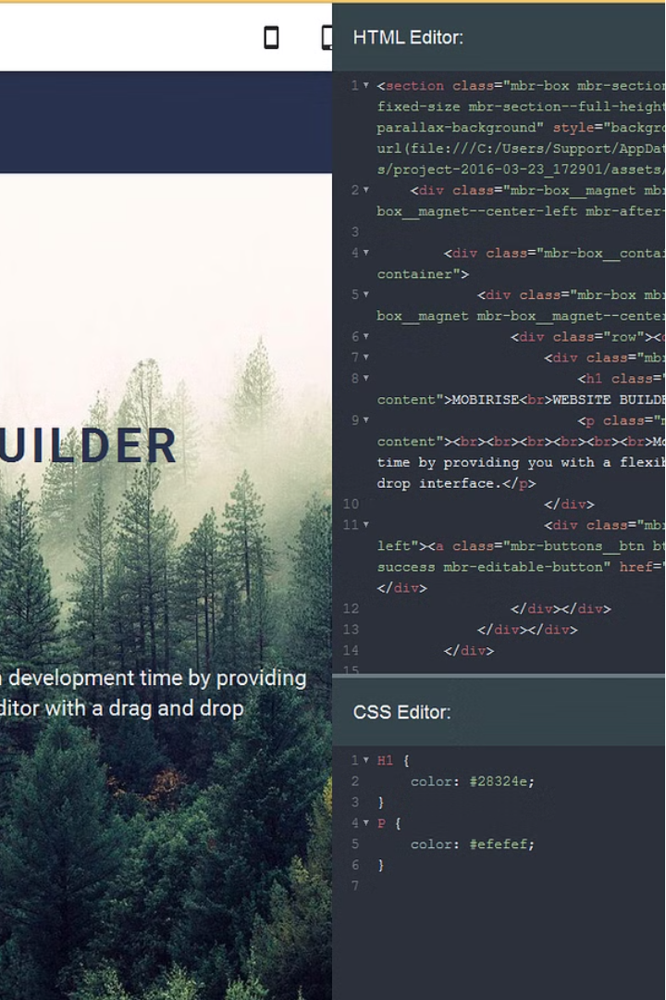 UILDER
development time by providing
ditor with a drag and drop
HTML Editor:
1 <section class="mbr-box mbr-section
fixed-size mbr-section--full-height
parallax-background" style="backgro
url(file:///C:/Users/Support/AppDat
s/project-2016-03-23_172901/assets/
2 <div class="mbr-box__magnet mbr
box__magnet--center-left mbr-after-
3
4 <div class="mbr-box__contai
container">
5 <div class="mbr-box mbr
box__magnet mbr-box__magnet--center
6 <div class="row"><
7 <div class="mbr
8 <h1 class="
content">MOBIRISE<br>WEBSITE BUILDE
9 <p class="m
content"><br><br><br><br><br><br>Mo
time by providing you with a flexib
drop interface.</p>
10 </div>
11 <div class="mbr
left"><a class="mbr-buttons__btn bt
success mbr-editable-button" href="
</div>
12 </div></div>
13 </div></div>
14 </div>
15
CSS Editor:
1 H1 {
2 color: #28324e;
3 }
4 P {
5 color: #efefef;
6 }
7